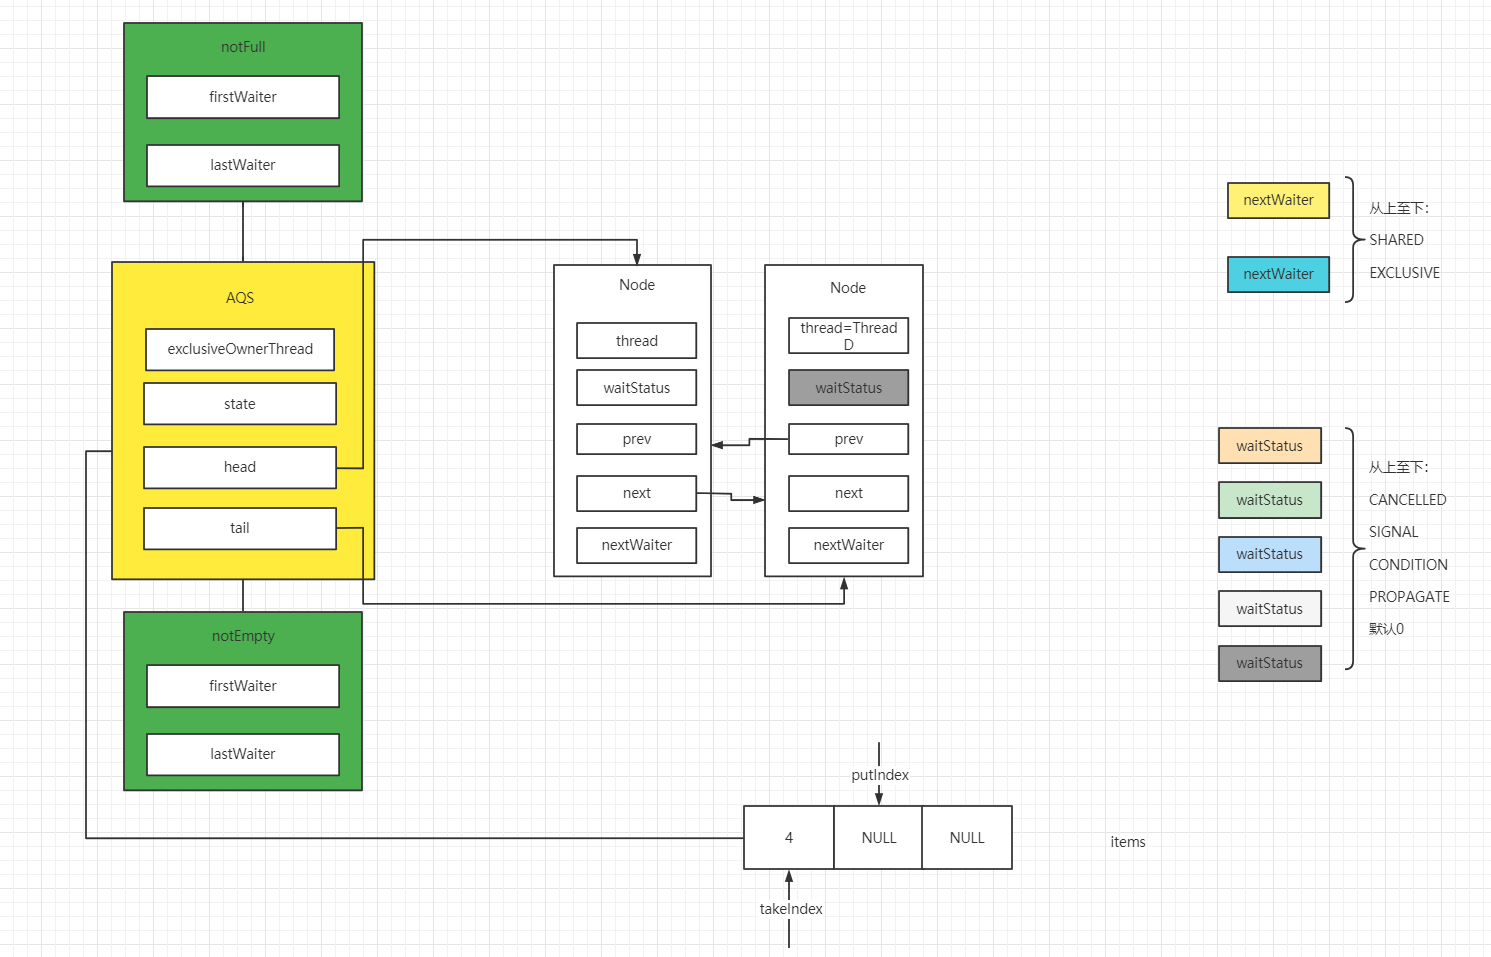 notFull
firstWaiter
lastWaiter
AQS
exclusiveOwnerThread
state
head
tail
notEmpty
firstWaiter
lastWaiter
Node
thread
waitStatus
prev
next
nextWaiter
Node
thread=Thread
D
waitStatus
prev
next
nextWaiter
putIndex
4
NULL
NULL
takeIndex
items
nextWaiter
nextWaiter
从上至下：
SHARED
EXCLUSIVE
waitStatus
waitStatus
waitStatus
waitStatus
waitStatus
从上至下：
CANCELLED
SIGNAL
CONDITION
PROPAGATE
默认0